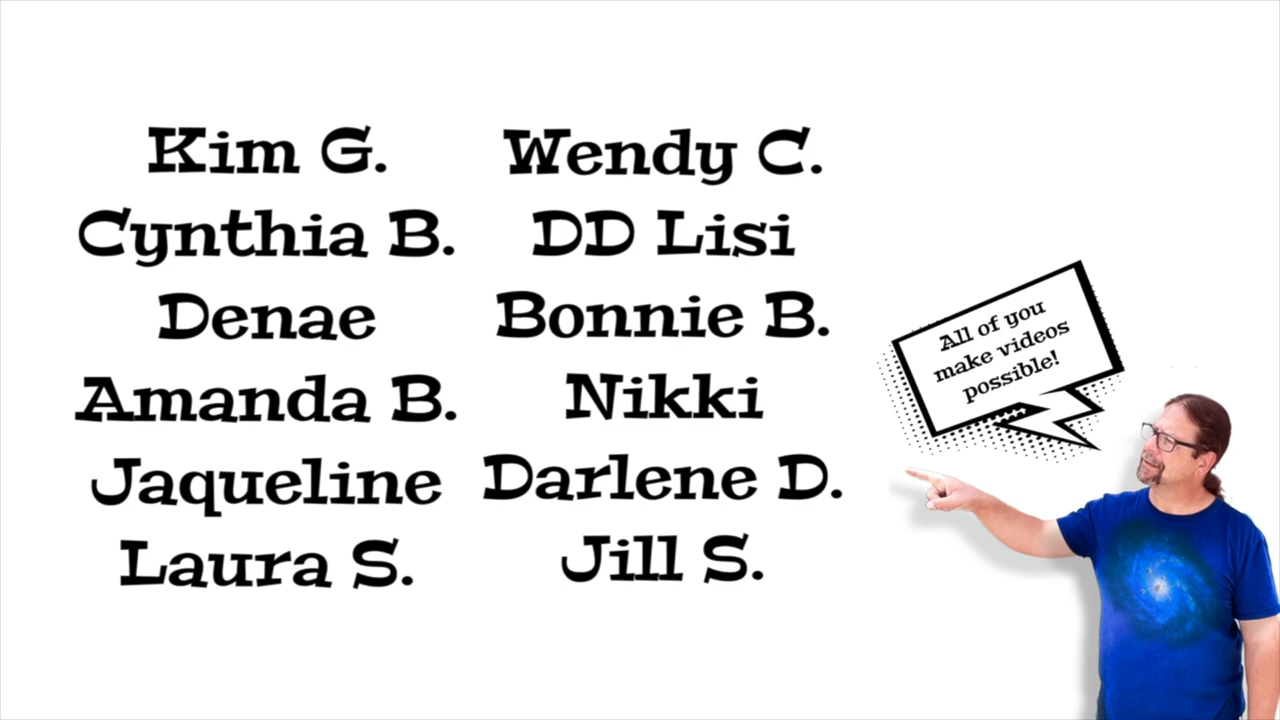 Kim G.
Cynthia B.
Denae
Amanda B.
Jaqueline
Laura S.
Wendy C.
DD Lisi
Bonnie B.
Nikki
Darlene D.
Jill S.
All of you
make videos
possible!